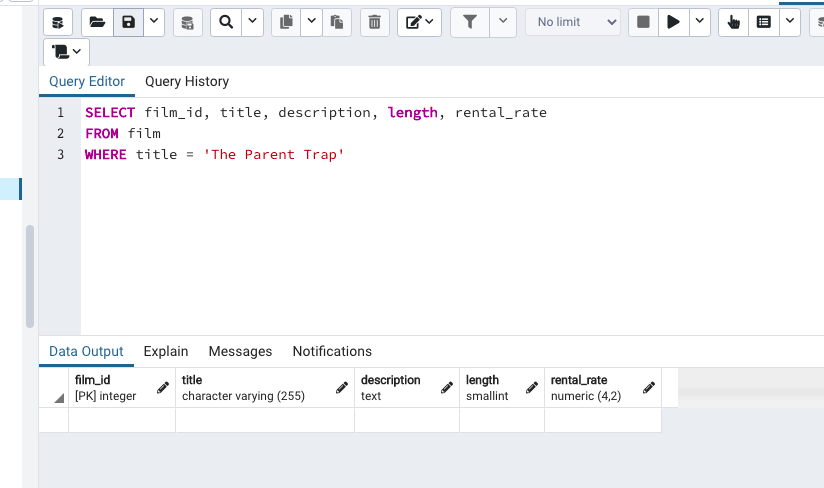 No limit
Query Editor Query History
1 SELECT film_id, title, description, length, rental_rate
2 FROM film
3 WHERE title = 'The Parent Trap'
Data Output Explain Messages Notifications
film_id title description length rental_rate
[PK] integer character varying (255) text smallint numeric (4,2)